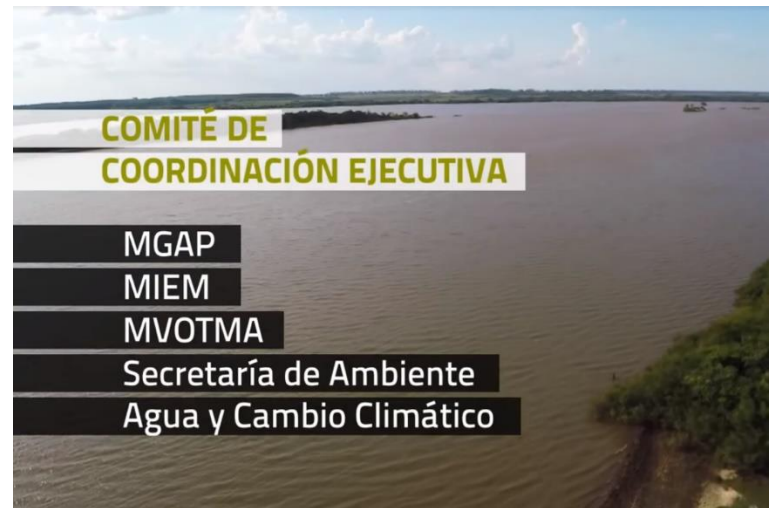 COMITÉ DE
COORDINACIÓN EJECUTIVA
MGAP
MIEM
MVOTMA
Secretaría de Ambiente
Agua y Cambio Climático